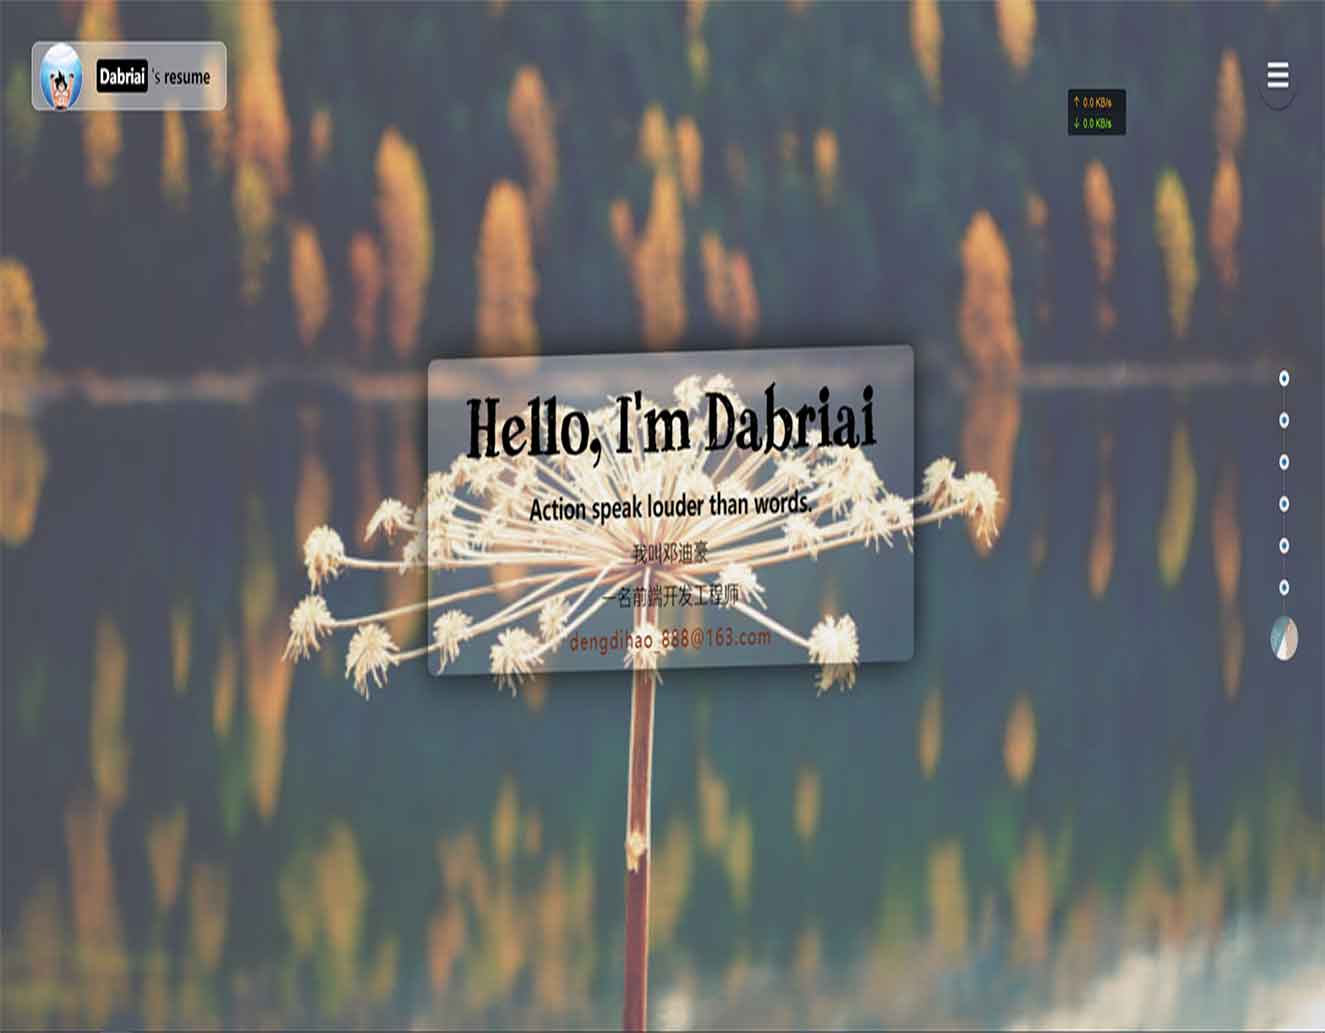 Dabriai 's resume
↑ 0.0 KB/s
↓ 0.0 KB/s
Hello, I'm Dabriai
Action speak louder than words.
我叫邓迪豪
一名前端开发工程师
dengdihao_888@163.com